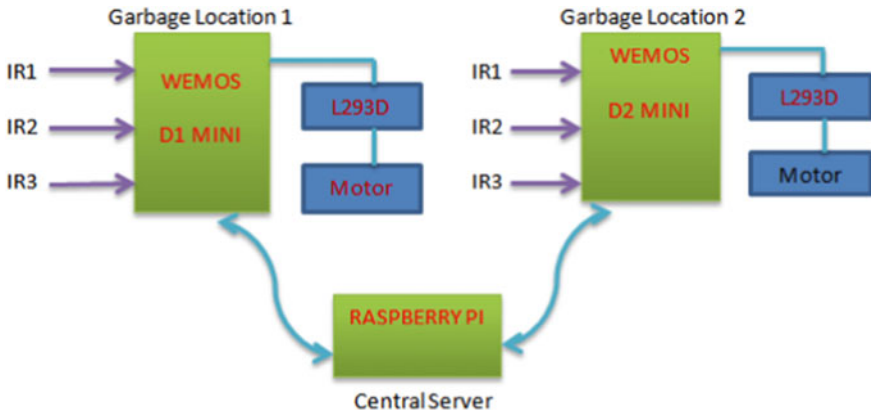 Garbage Location 1
IR1
IR2
IR3
WEMOS
D1 MINI
L293D
Motor
Garbage Location 2
IR1
IR2
IR3
WEMOS
D2 MINI
L293D
Motor
RASPBERRY PI
Central Server